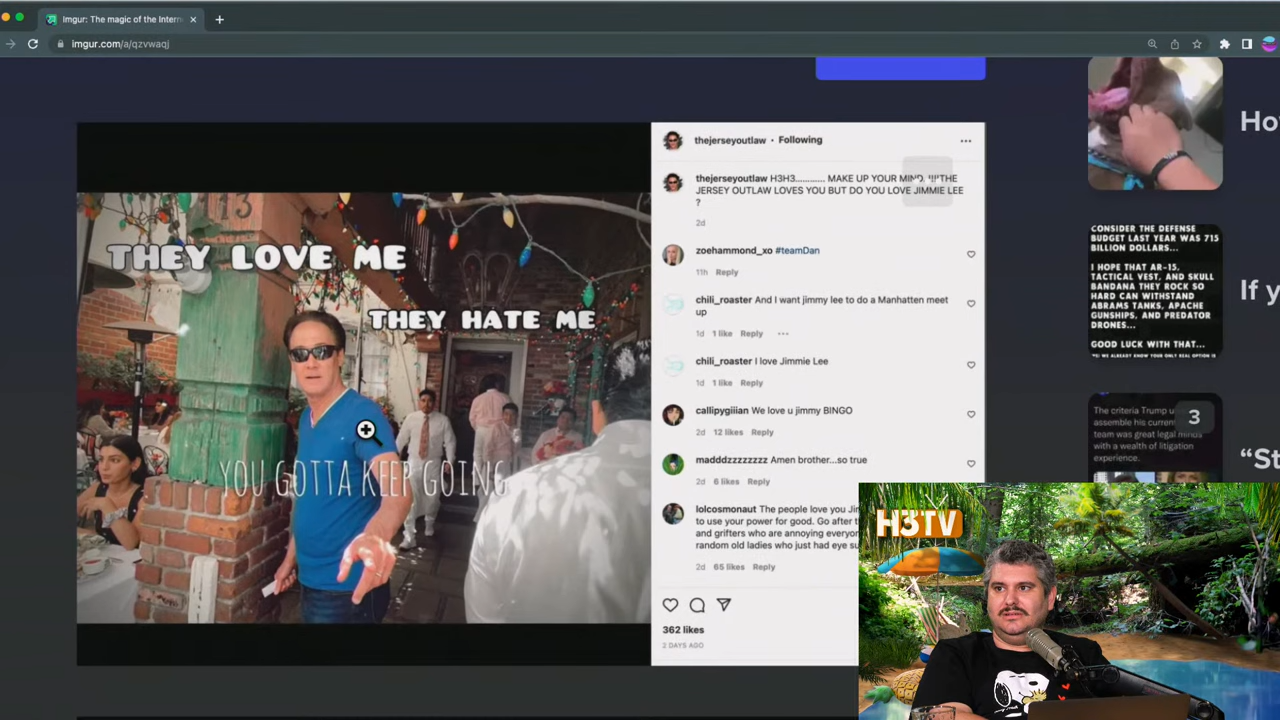 Imgur: The magic of the Intern
imgur.com/a/qzvwaqj
thejerseyoutlaw • Following
thejerseyoutlaw H3H3............ MAKE UP YOUR MIND, !!!!THE
JERSEY OUTLAW LOVES YOU BUT DO YOU LOVE JIMMIE LEE
?
2d
zoehammond_xo #teamDan
11h Reply
chili_roaster And I want jimmy lee to do a Manhatten meet
up
1d 1 like Reply
chili_roaster I love Jimmie Lee
1d 1 like Reply
callipygiiian We love u jimmy BINGO
2d 12 likes Reply
madddzzzzzzz Amen brother...so true
2d 6 likes Reply
lolcosmonaut The people love you
to use your power for good. Go after
and grifters who are annoying
random old ladies who just had eye
2d 65 likes Reply
362 likes
2 DAYS AGO
THEY LOVE ME
THEY HATE ME
YOU GOTTA KEEP GOING
113
CONSIDER THE DEFENSE
BUDGET LAST YEAR WAS 715
BILLION DOLLARS...
I HOPE THAT AR-15,
TACTICAL VEST, AND SKULL
BANDANA THEY ROCK SO
HARD CAN WITHSTAND
ABRAMS TANKS, APACHE
GUNSHIPS, AND PREDATOR
DRONES...
GOOD LUCK WITH THAT...
If y
The criteria Trump
assemble his current
team was great legal minds
with a wealth of litigation
experience.
3
"St
H3TV